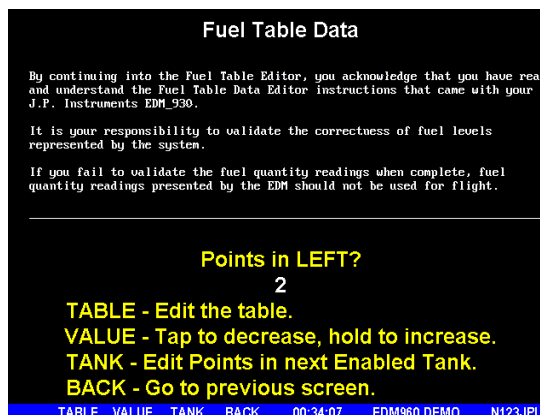 Fuel Table Data
By continuing into the Fuel Table Editor, you acknowledge that you have rea
and understand the Fuel Table Data Editor instructions that came with your
J.P. Instruments EDM_930.
It is your responsibility to validate the correctness of fuel levels
represented by the system.
If you fail to validate the fuel quantity readings when complete, fuel
quantity readings presented by the EDM should not be used for flight.
Points in LEFT?
2
TABLE - Edit the table.
VALUE - Tap to decrease, hold to increase.
TANK - Edit Points in next Enabled Tank.
BACK - Go to previous screen.
TABLE VALUE TANK BACK 00:34:07 EDM960 DEMO N123JPI